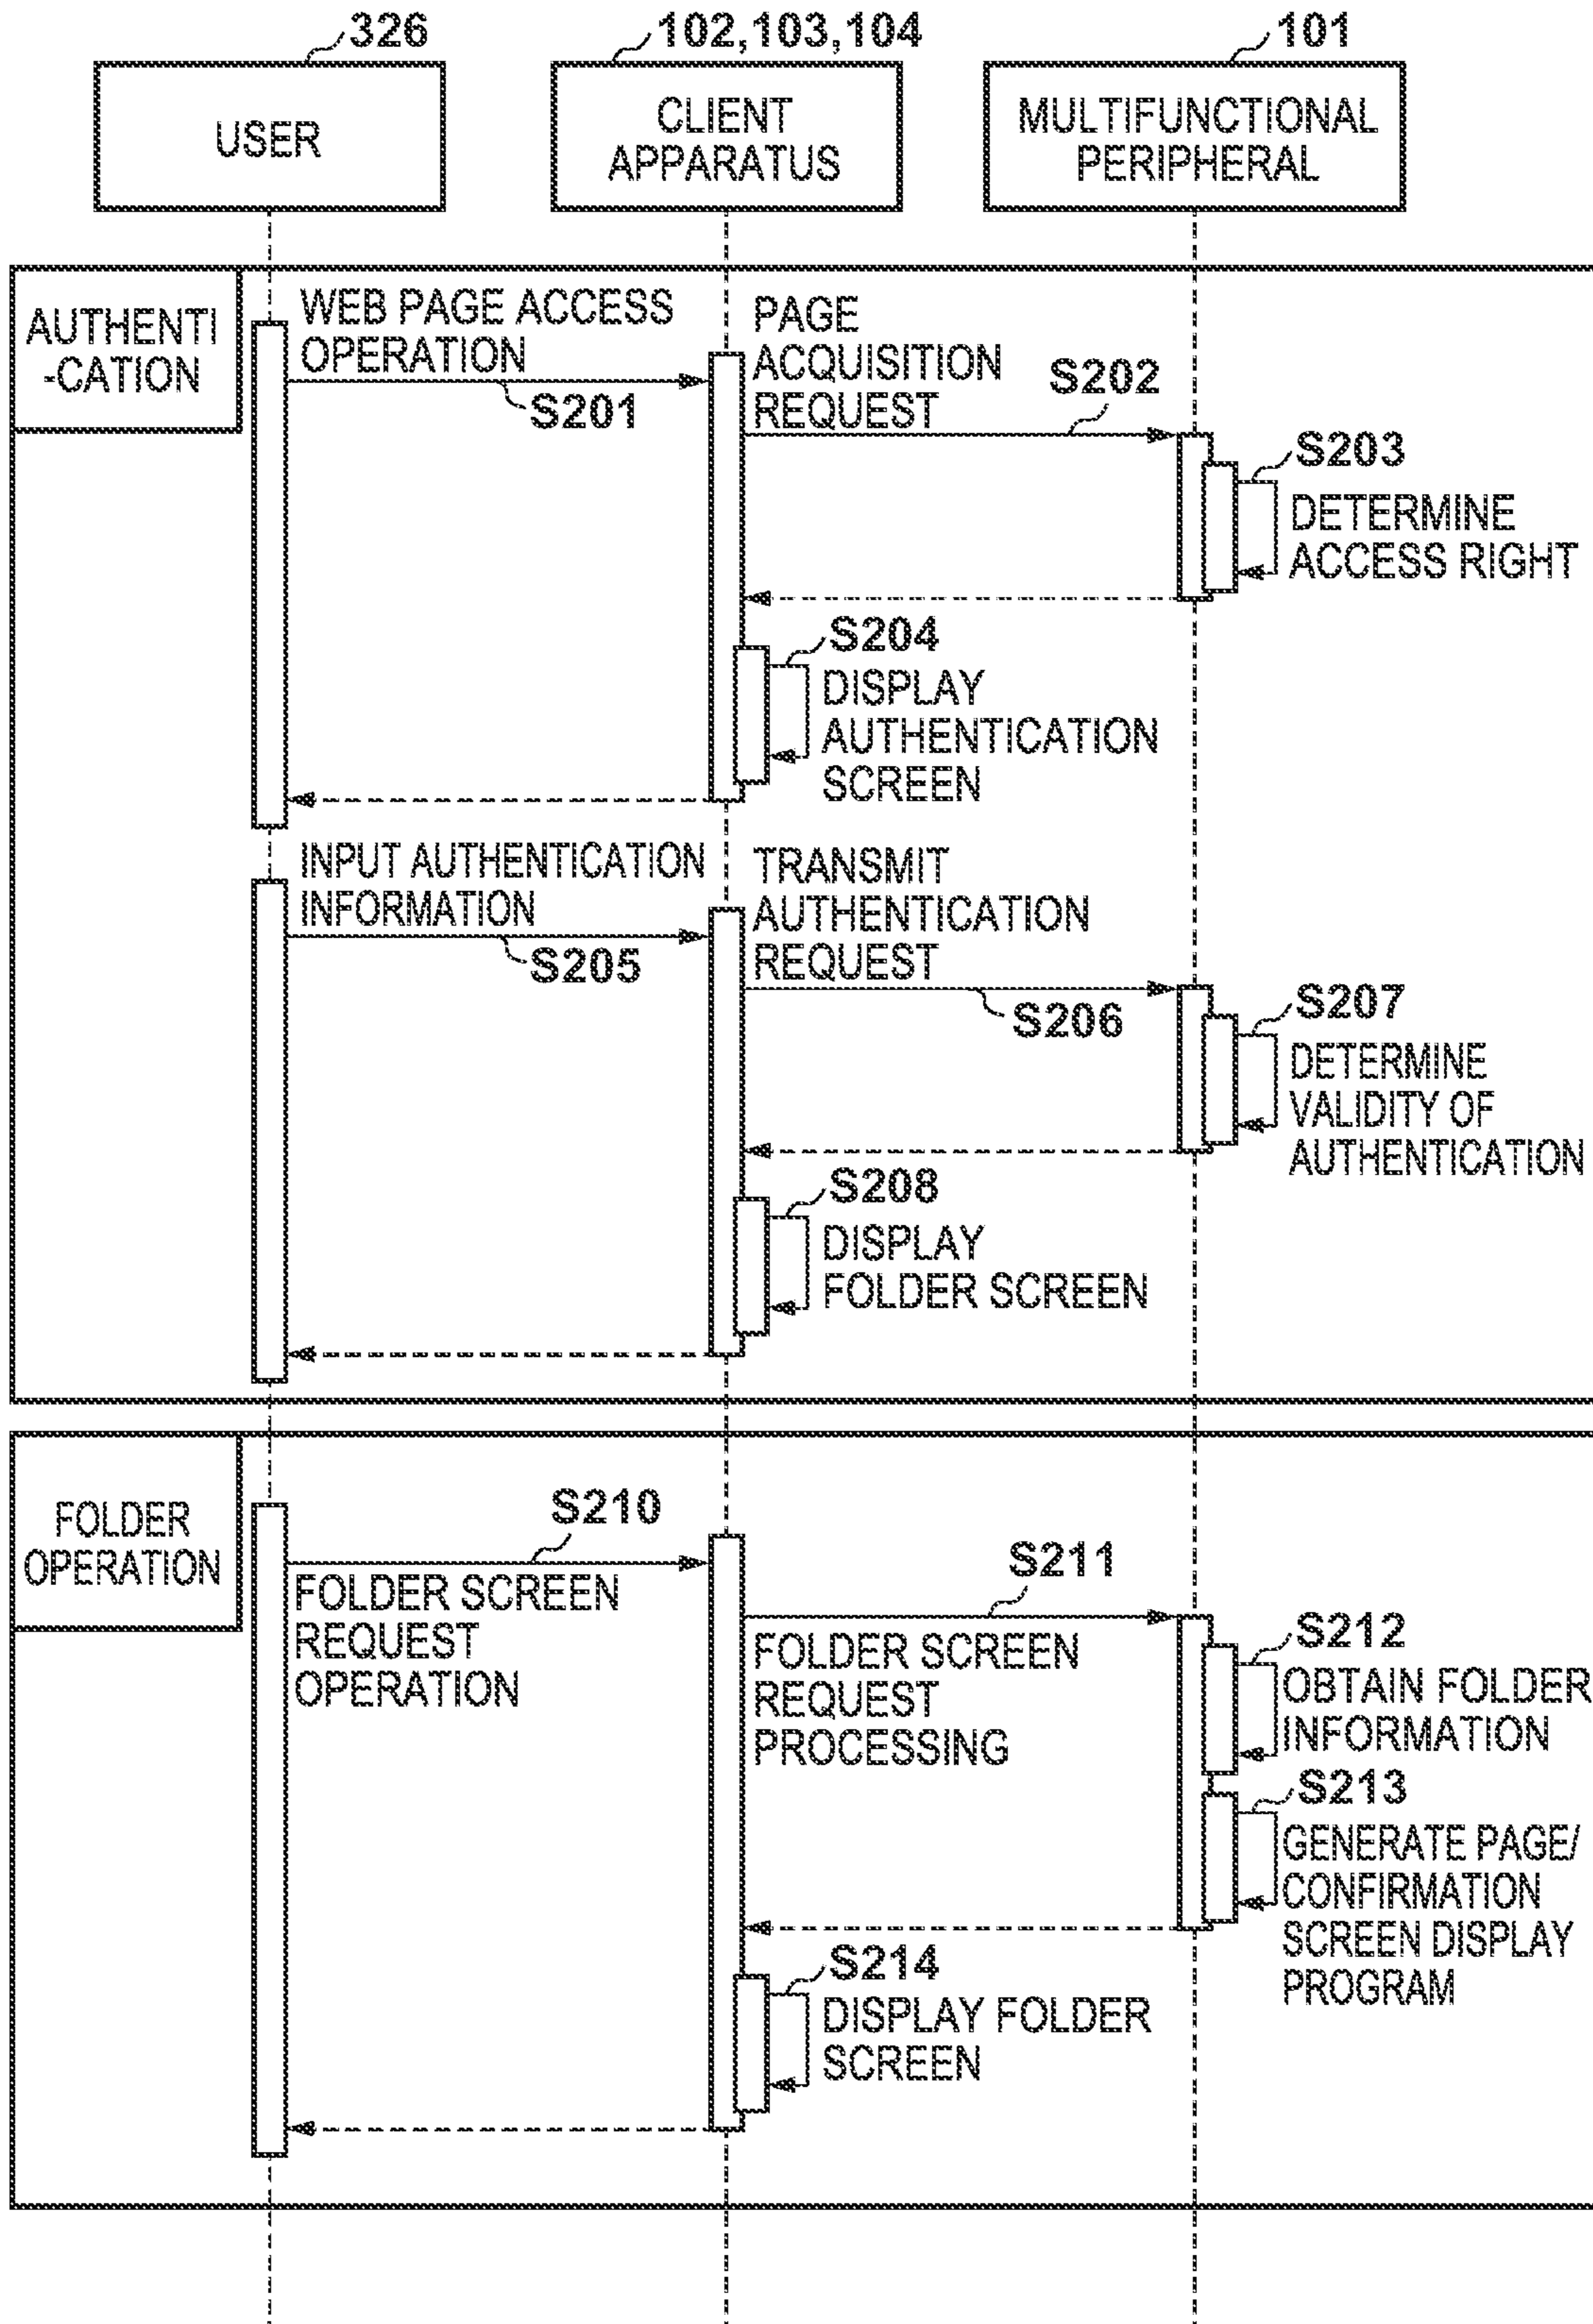 326
102,103,104
101
USER
CLIENT
APPARATUS
MULTIFUNCTIONAL
PERIPHERAL
AUTHENTI
-CATION
WEB PAGE ACCESS
OPERATION
S201
PAGE
ACQUISITION
REQUEST
S202
S203
DETERMINE
ACCESS RIGHT
S204
DISPLAY
AUTHENTICATION
SCREEN
INPUT AUTHENTICATION
INFORMATION
S205
TRANSMIT
AUTHENTICATION
REQUEST
S206
S207
DETERMINE
VALIDITY OF
AUTHENTICATION
S208
DISPLAY
FOLDER SCREEN
FOLDER
OPERATION
S210
FOLDER SCREEN
REQUEST
OPERATION
S211
FOLDER SCREEN
REQUEST
PROCESSING
S212
OBTAIN FOLDER
INFORMATION
S213
GENERATE PAGE/
CONFIRMATION
SCREEN DISPLAY
PROGRAM
S214
DISPLAY FOLDER
SCREEN